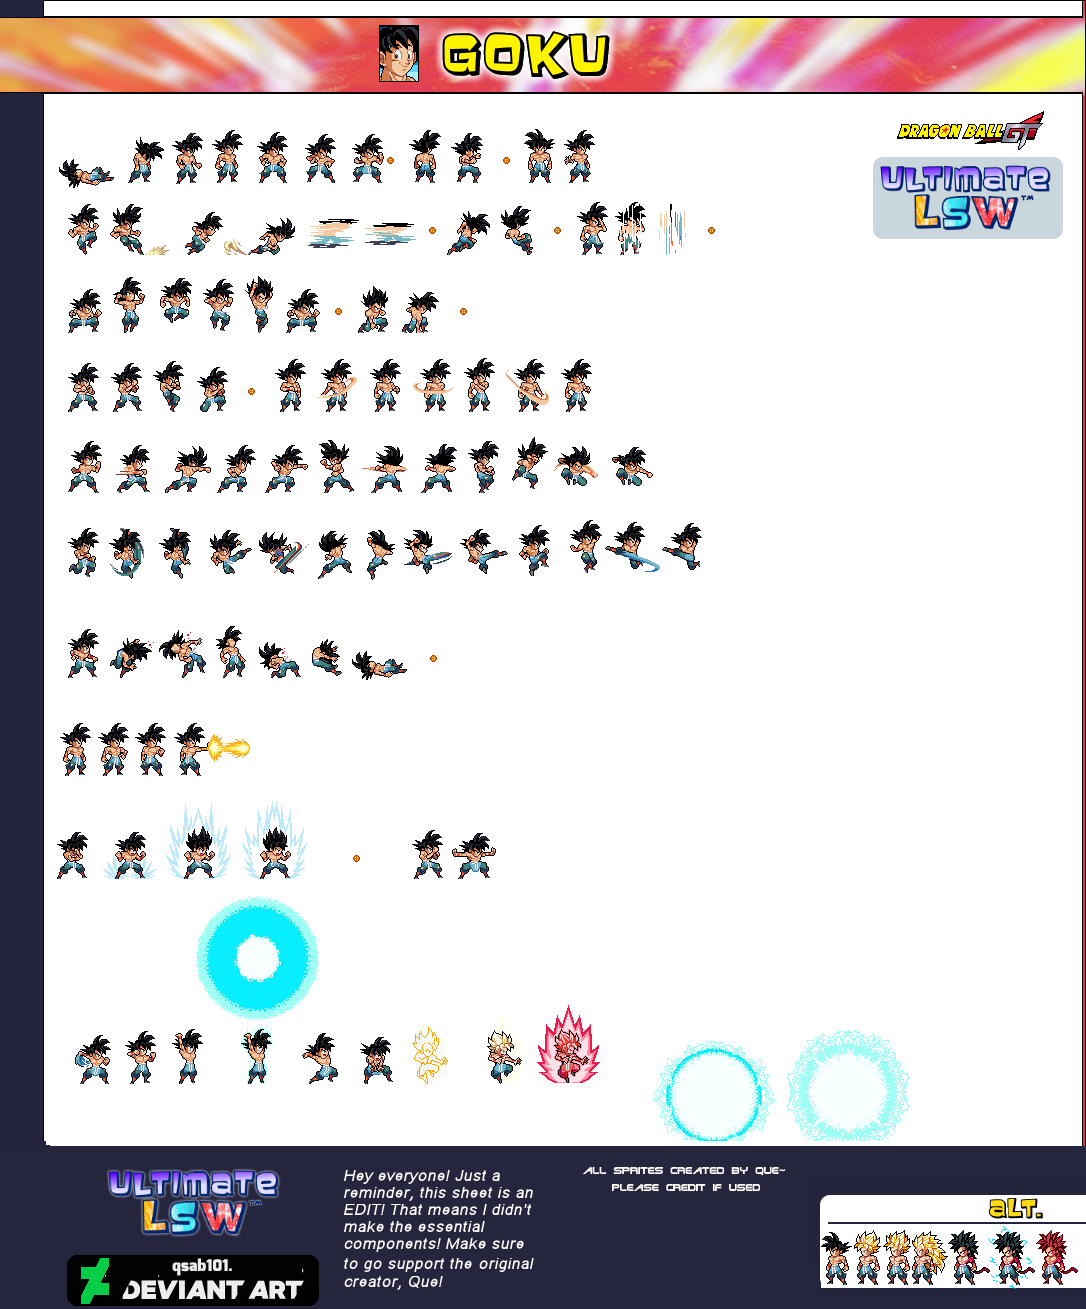 GOKU
DRAGON BALL GT
ULTIMATE
LSW™
ULTIMATE
LSW™
qsab101.
DEVIANT ART
Hey everyone! Just a
reminder, this sheet is an
EDIT! That means I didn't
make the essential
components! Make sure
to go support the original
creator, Que!
ALL SPRITES CREATED BY QUE~
PLEASE CREDIT IF USED
ALT.